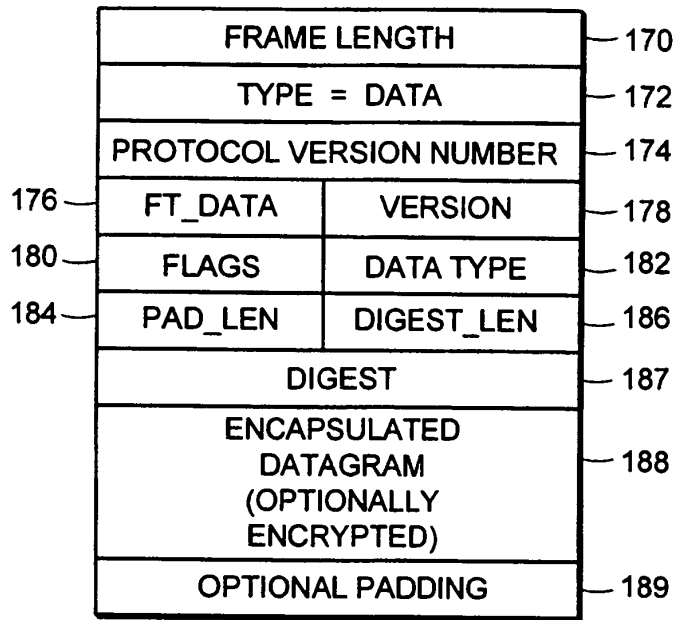 FRAME LENGTH 170
TYPE = DATA 172
PROTOCOL VERSION NUMBER 174
176 FT_DATA VERSION 178
180 FLAGS DATA TYPE 182
184 PAD_LEN DIGEST_LEN 186
DIGEST 187
ENCAPSULATED
DATAGRAM 188
(OPTIONALLY
ENCRYPTED)
OPTIONAL PADDING 189